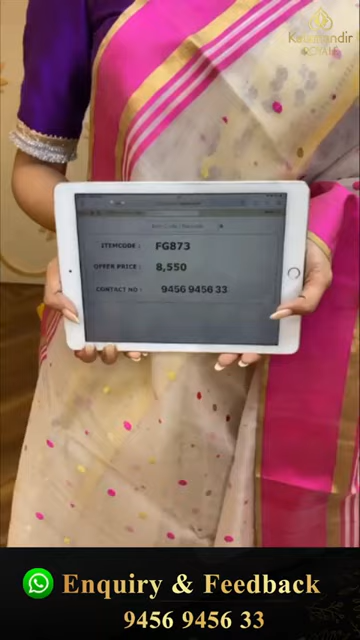 Kalamandir
ROYALE
ITEMCODE : FG873
OFFER PRICE : 8,550
CONTACT NO : 9456 9456 33
Enquiry & Feedback
9456 9456 33